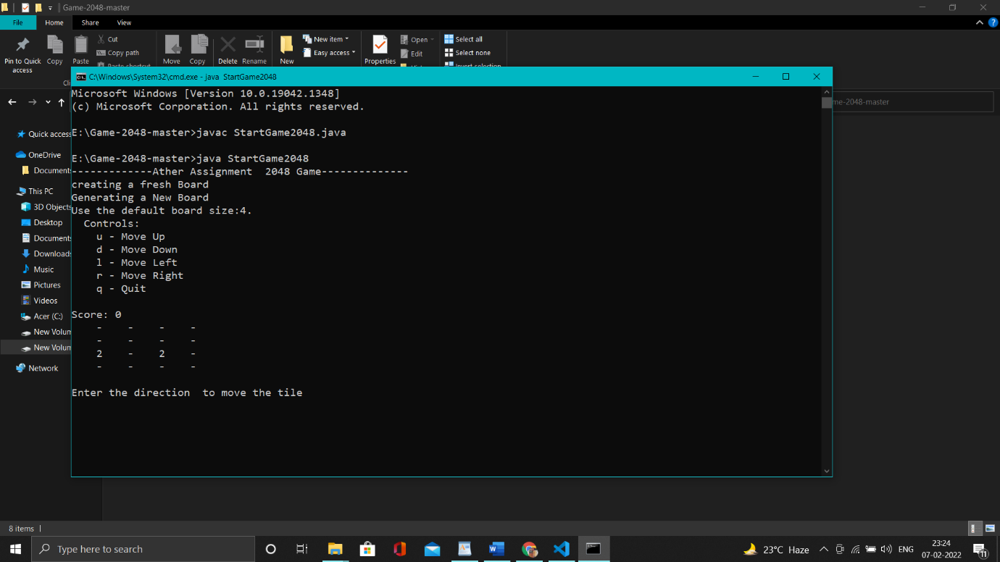 Game-2048-master
File Home Share View
Pin to Quick access
Copy
Paste
Cut
Copy path
Paste shortcut
Move
Copy
Delete
Rename
New
New item
Easy access
Properties
Open
Edit
Select all
Select none
Invert selection
C:\Windows\System32\cmd.exe - java StartGame2048
Microsoft Windows [Version 10.0.19042.1348]
(c) Microsoft Corporation. All rights reserved.
E:\Game-2048-master>javac StartGame2048.java
E:\Game-2048-master>java StartGame2048
-------------Ather Assignment  2048 Game--------------
creating a fresh Board
Generating a New Board
Use the default board size:4.
Controls:
u - Move Up
d - Move Down
l - Move Left
r - Move Right
q - Quit
Score: 0
- - - -
- - - -
2 - 2 -
- - - -
Enter the direction  to move the tile
me-2048-master
Quick access
OneDrive
Documents
This PC
3D Objects
Desktop
Documents
Downloads
Music
Pictures
Videos
Acer (C:)
New Volum
New Volum
Network
8 items
Type here to search
23°C Haze
ENG
23:24
07-02-2022
11